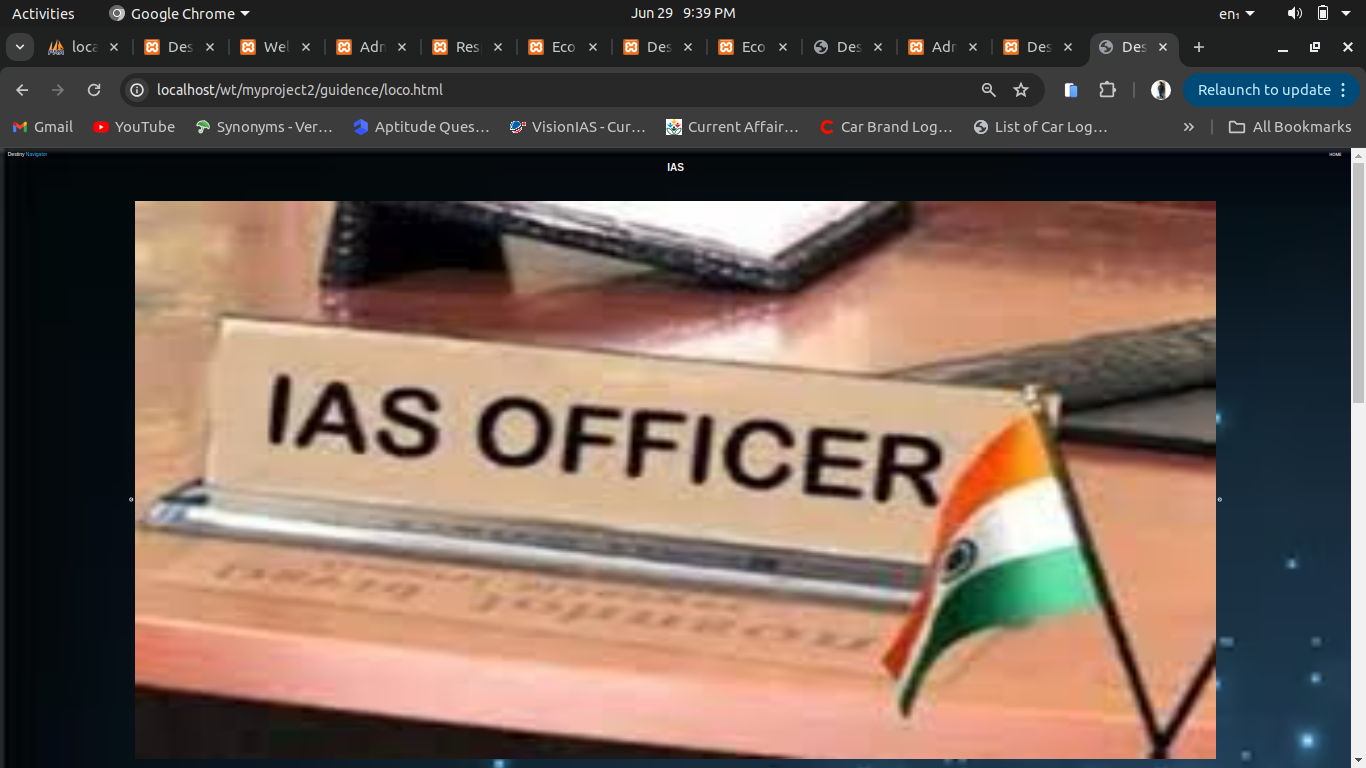 Activities Google Chrome Jun 29 9:39 PM en₁
loca Des Wel Adn Res Eco Des Eco Des Adr Des Des
localhost/wt/myproject2/guidence/loco.html Relaunch to update
Gmail YouTube Synonyms - Ver... Aptitude Ques... VisionIAS - Cur... Current Affair... Car Brand Log... List of Car Log... » All Bookmarks
Destiny Navigator HOME
IAS
IAS OFFICER